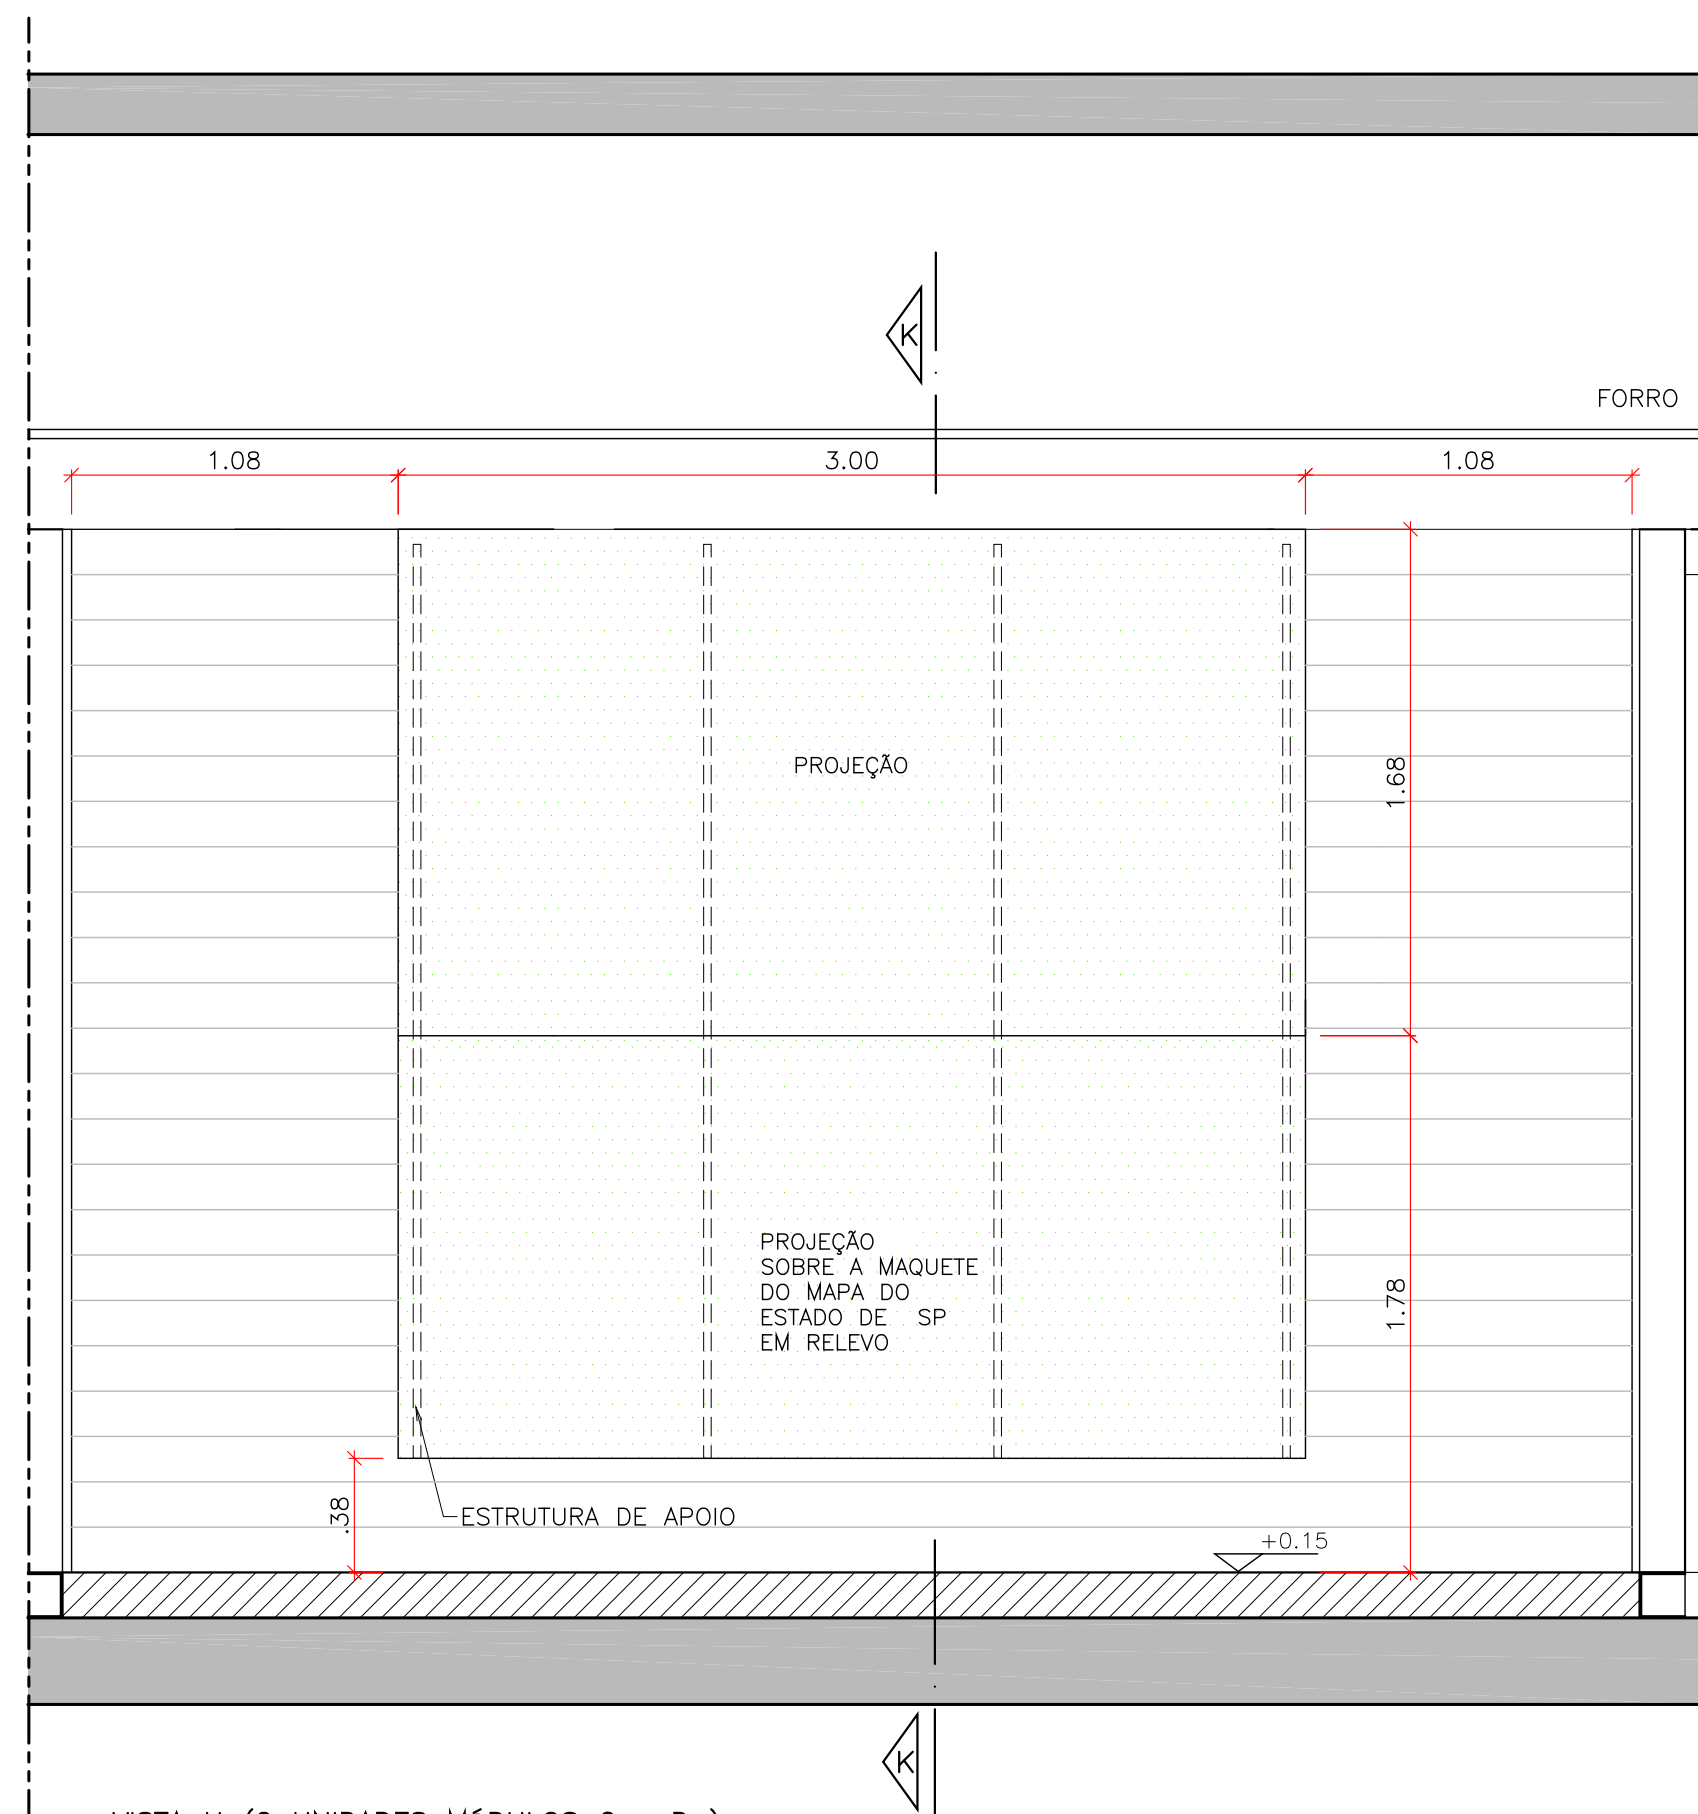 K
FORRO
1.08
3.00
1.08
PROJEÇÃO
1.68
PROJEÇÃO
SOBRE A MAQUETE
DO MAPA DO
ESTADO DE SP
EM RELEVO
1.78
.38
ESTRUTURA DE APOIO
+0.15
K